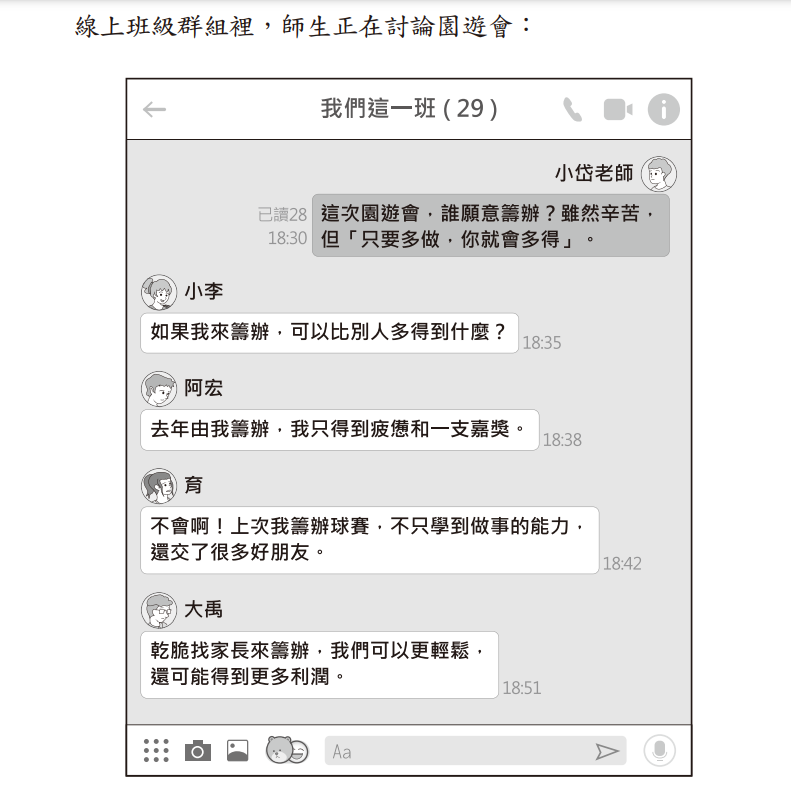 線上班級群組裡，師生正在討論園遊會：
我們這一班 ( 29 )
小岱老師
這次園遊會，誰願意籌辦？雖然辛苦，
但「只要多做，你就會多得」。
已讀28
18:30
小李
如果我來籌辦，可以比別人多得到什麼？
18:35
阿宏
去年由我籌辦，我只得到疲憊和一支嘉獎。
18:38
育
不會啊！上次我籌辦球賽，不只學到做事的能力，
還交了很多好朋友。
18:42
大禹
乾脆找家長來籌辦，我們可以更輕鬆，
還可能得到更多利潤。
18:51
Aa